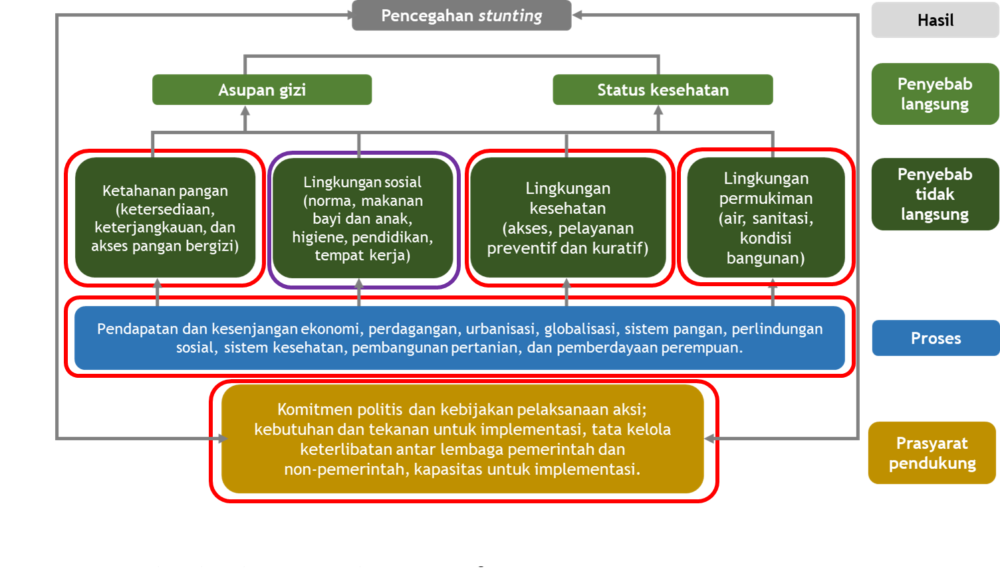 Pencegahan stunting
Hasil
Asupan gizi
Status kesehatan
Penyebab
langsung
Ketahanan pangan
(ketersediaan,
keterjangkauan, dan
akses pangan bergizi)
Lingkungan sosial
(norma, makanan
bayi dan anak,
higiene, pendidikan,
tempat kerja)
Lingkungan
kesehatan
(akses, pelayanan
preventif dan kuratif)
Lingkungan
permukiman
(air, sanitasi,
kondisi
bangunan)
Penyebab
tidak
langsung
Pendapatan dan kesenjangan ekonomi, perdagangan, urbanisasi, globalisasi, sistem pangan, perlindungan
sosial, sistem kesehatan, pembangunan pertanian, dan pemberdayaan perempuan.
Proses
Komitmen politis dan kebijakan pelaksanaan aksi;
kebutuhan dan tekanan untuk implementasi, tata kelola
keterlibatan antar lembaga pemerintah dan
non-pemerintah, kapasitas untuk implementasi.
Prasyarat
pendukung